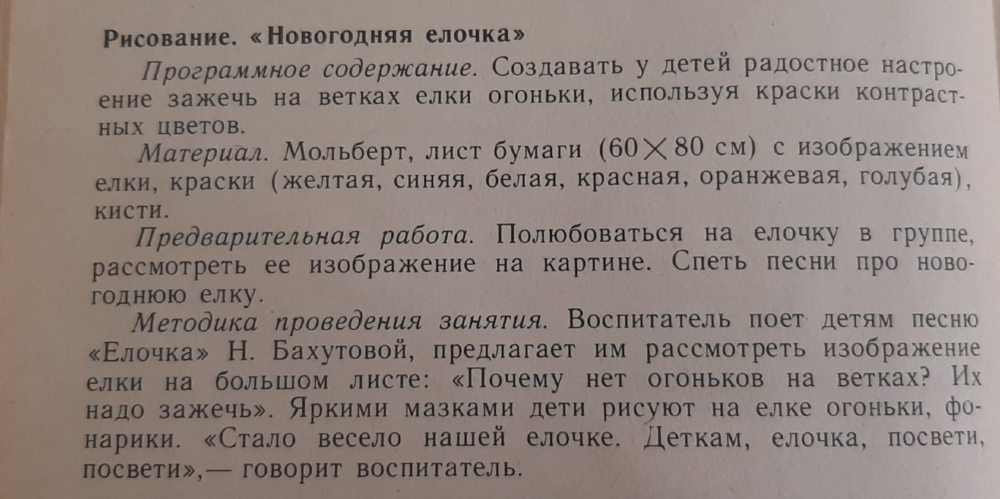 Рисование. «Новогодняя елочка»
Программное содержание. Создавать у детей радостное настро-
ение зажечь на ветках елки огоньки, используя краски контраст-
ных цветов.
Материал. Мольберт, лист бумаги (60×80 см) с изображением
елки, краски (желтая, синяя, белая, красная, оранжевая, голубая),
кисти.
Предварительная работа. Полюбоваться на елочку в группе,
рассмотреть ее изображение на картине. Спеть песни про ново-
годнюю елку.
Методика проведения занятия. Воспитатель поет детям песню
«Елочка» Н. Бахутовой, предлагает им рассмотреть изображение
елки на большом листе: «Почему нет огоньков на ветках? Их
надо зажечь». Яркими мазками дети рисуют на елке огоньки, фо-
нарики. «Стало весело нашей елочке. Деткам, елочка, посвети,
посвети»,— говорит воспитатель.